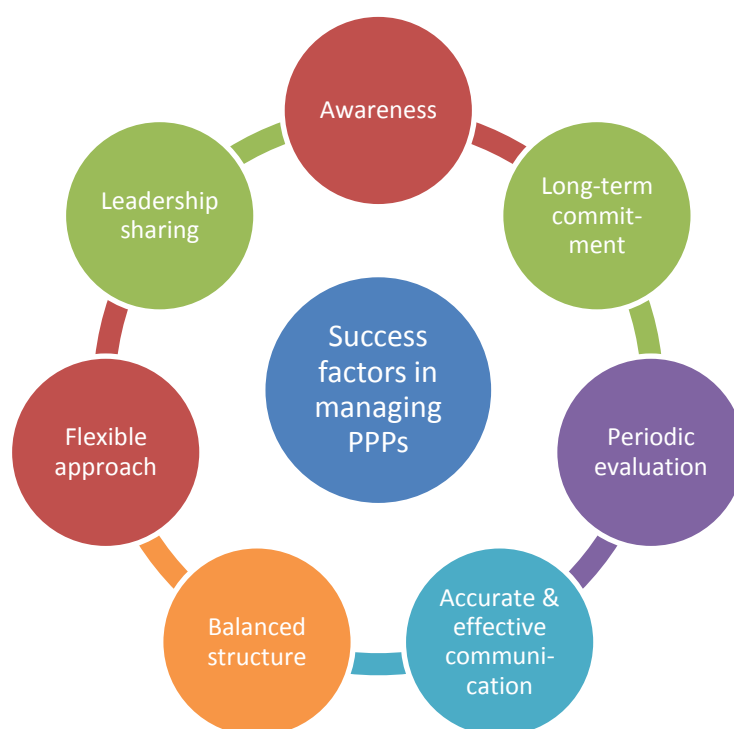 Awareness
Long-term
commit-
ment
Periodic
evaluation
Accurate &
effective
communi-
cation
Balanced
structure
Flexible
approach
Leadership
sharing
Success
factors in
managing
PPPs